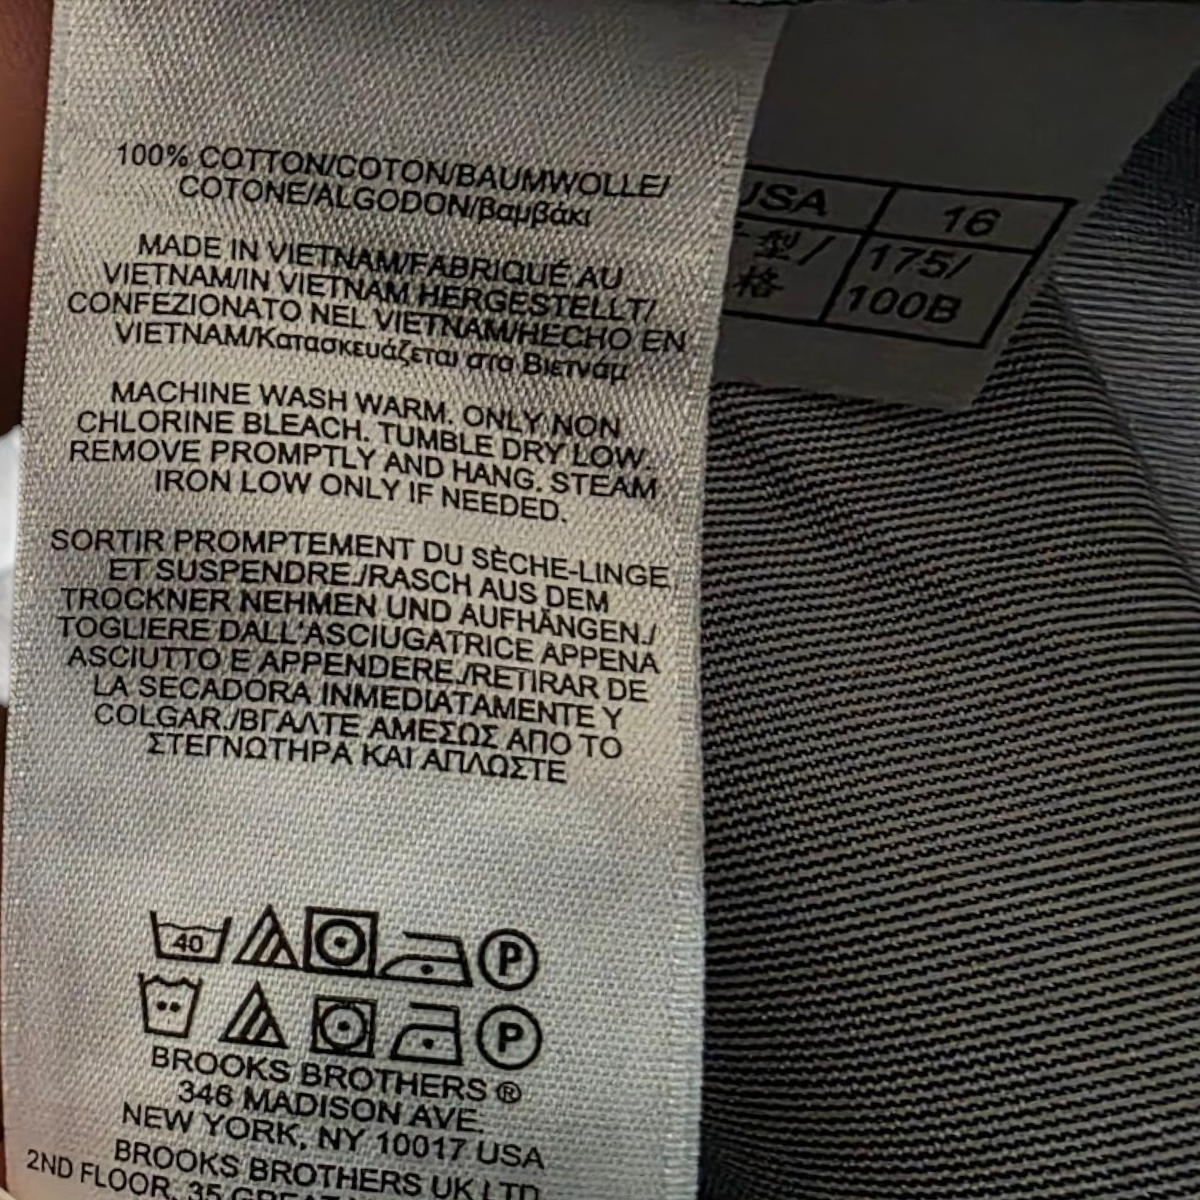 100% COTTON/COTON/BAUMWOLLE/
COTONE/ALGODON/βαμβάκι
MADE IN VIETNAM/FABRIQUÉ AU
VIETNAM/IN VIETNAM HERGESTELLT/
CONFEZIONATO NEL VIETNAM/HECHO EN
VIETNAM/Κατασκευάζεται στο Βιετνάμ
MACHINE WASH WARM. ONLY NON
CHLORINE BLEACH. TUMBLE DRY LOW.
REMOVE PROMPTLY AND HANG. STEAM
IRON LOW ONLY IF NEEDED.
SORTIR PROMPTEMENT DU SÈCHE-LINGE
ET SUSPENDRE./RASCH AUS DEM
TROCKNER NEHMEN UND AUFHÄNGEN./
TOGLIERE DALL'ASCIUGATRICE APPENA
ASCIUTTO E APPENDERE./RETIRAR DE
LA SECADORA INMEDIATAMENTE Y
COLGAR./ΒΓΑΛΤΕ ΑΜΕΣΩΣ ΑΠΟ ΤΟ
ΣΤΕΓΝΩΤΗΡΑ ΚΑΙ ΑΠΛΩΣΤΕ
40
P
P
BROOKS BROTHERS ®
346 MADISON AVE.
NEW YORK, NY 10017 USA
BROOKS BROTHERS UK LTD
2ND FLOOR, 35
USA 16
型/ 175/
格 100B